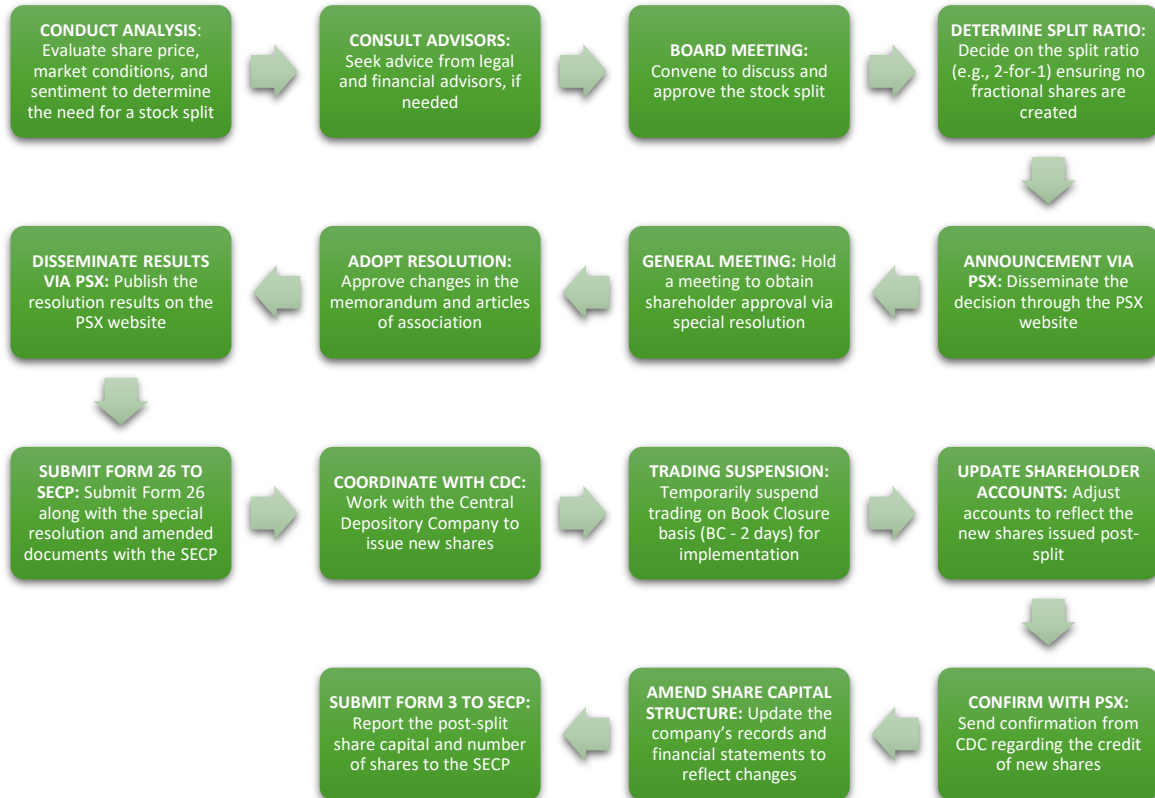 CONDUCT ANALYSIS:
Evaluate share price,
market conditions, and
sentiment to determine
the need for a stock split
CONSULT ADVISORS:
Seek advice from legal
and financial advisors, if
needed
BOARD MEETING:
Convene to discuss and
approve the stock split
DETERMINE SPLIT RATIO:
Decide on the split ratio
(e.g., 2-for-1) ensuring no
fractional shares are
created
ANNOUNCEMENT VIA
PSX: Disseminate the
decision through the PSX
website
GENERAL MEETING: Hold
a meeting to obtain
shareholder approval via
special resolution
ADOPT RESOLUTION:
Approve changes in the
memorandum and articles
of association
DISSEMINATE RESULTS
VIA PSX: Publish the
resolution results on the
PSX website
SUBMIT FORM 26 TO
SECP: Submit Form 26
along with the special
resolution and amended
documents with the SECP
COORDINATE WITH CDC:
Work with the Central
Depository Company to
issue new shares
TRADING SUSPENSION:
Temporarily suspend
trading on Book Closure
basis (BC - 2 days) for
implementation
UPDATE SHAREHOLDER
ACCOUNTS: Adjust
accounts to reflect the
new shares issued post-
split
CONFIRM WITH PSX:
Send confirmation from
CDC regarding the credit
of new shares
AMEND SHARE CAPITAL
STRUCTURE: Update the
company's records and
financial statements to
reflect changes
SUBMIT FORM 3 TO SECP:
Report the post-split
share capital and number
of shares to the SECP